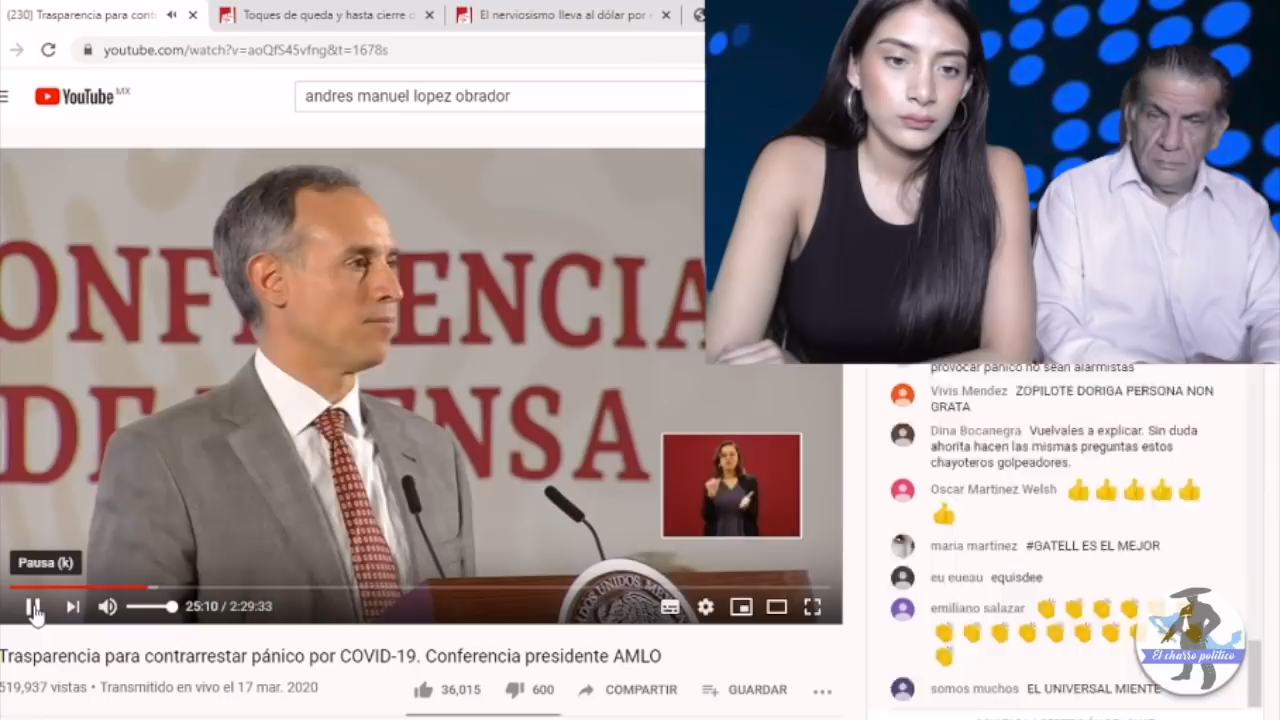 (230) Trasparencia para cont
Toques de queda y hasta cierre
El nerviosismo lleva al dólar por
youtube.com/watch?v=aoQfS45vfng&t=1678s
YouTube MX
andres manuel lopez obrador
CONFERENCIA
DE PRENSA
provocar panico no sean alarmistas
Vivis Mendez ZOPILOTE DORIGA PERSONA NON
GRATA
Dina Bocanegra Vuelvales a explicar. Sin duda
ahorita hacen las mismas preguntas estos
chayoteros golpeadores.
Oscar Martinez Welsh
maria martinez #GATELL ES EL MEJOR
eu eueau equisdee
emiliano salazar
somos muchos EL UNIVERSAL MIENTE
El charro político
Pausa (k)
25:10 / 2:29:33
Trasparencia para contrarrestar pánico por COVID-19. Conferencia presidente AMLO
519,937 vistas • Transmitido en vivo el 17 mar. 2020
36,015
600
COMPARTIR
GUARDAR